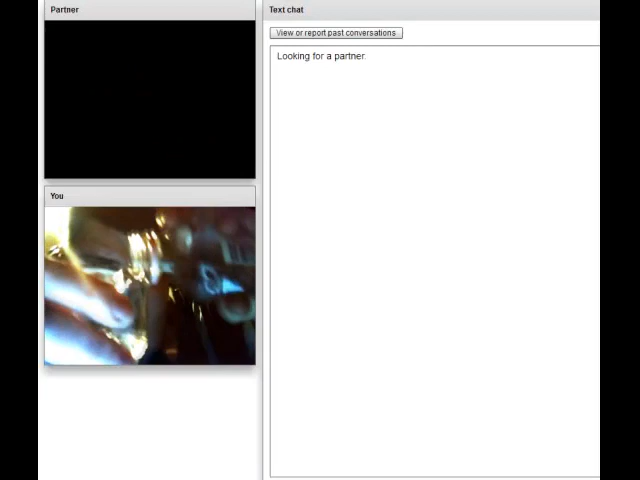 Partner
Text chat
View or report past conversations
Looking for a partner.
You